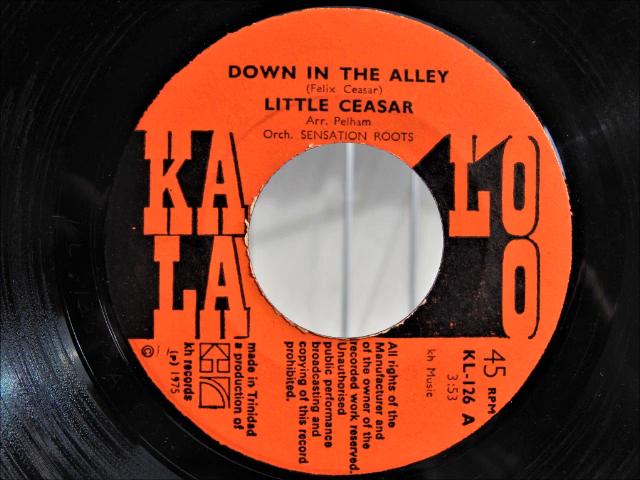 DOWN IN THE ALLEY
(Felix Ceasar)
LITTLE CEASAR
Arr. Pelham
Orch. SENSATION ROOTS
KA
LA
LO
O
45 RPM
KL-126 A
3:53
kh Music
All rights of the
Manufacturer and
of the owner of the
recorded work reserved.
Unauthorised
public performance
broadcasting and
copying of this record
prohibited.
made in Trinidad
a production of
KH
kh records
© (p) 1975